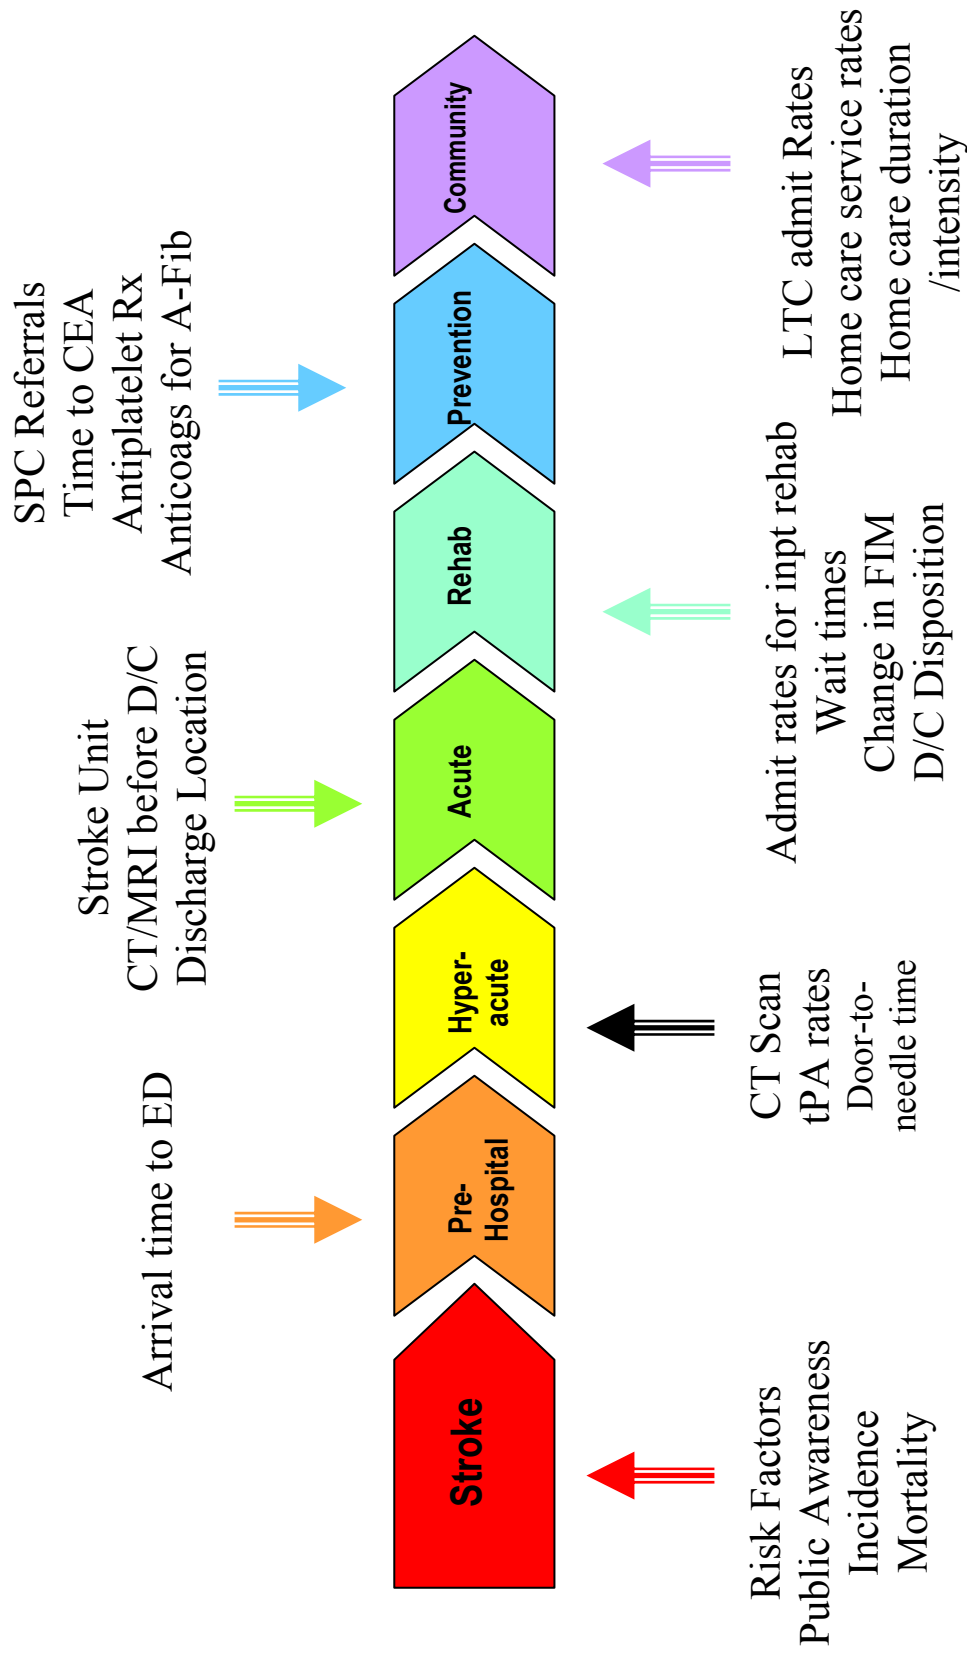 Arrival time to ED
Stroke Unit
CT/MRI before D/C
Discharge Location
SPC Referrals
Time to CEA
Antiplatelet Rx
Anticoags for A-Fib
Stroke
Pre-
Hospital
Hyper-
acute
Acute
Rehab
Prevention
Community
Risk Factors
Public Awareness
Incidence
Mortality
CT Scan
tPA rates
Door-to-
needle time
Admit rates for inpt rehab
Wait times
Change in FIM
D/C Disposition
LTC admit Rates
Home care service rates
Home care duration
/intensity